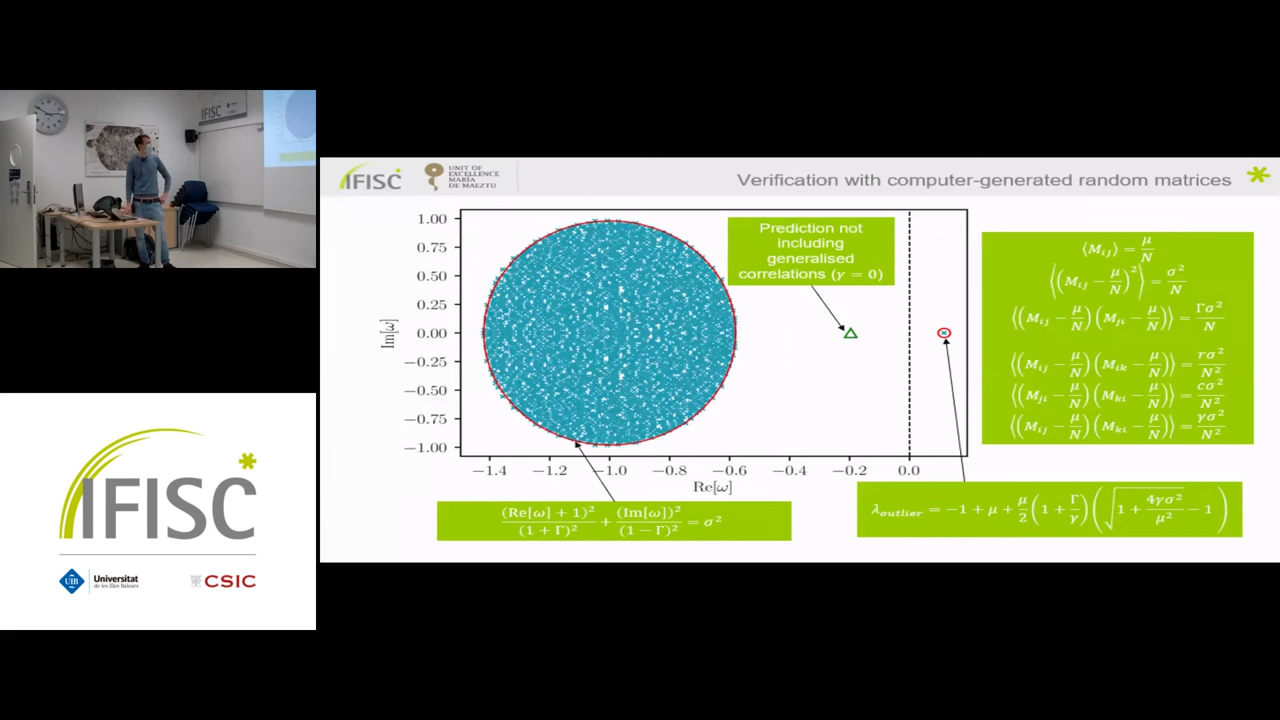 IFISC
IFISC
UNIT OF
EXCELLENCE
MARÍA
DE MAEZTU
Verification with computer-generated random matrices
1.00
0.75
0.50
0.25
0.00
−0.25
−0.50
−0.75
−1.00
Im[ω]
−1.4 −1.2 −1.0 −0.8 −0.6 −0.4 −0.2 0.0
Re[ω]
Prediction not
including
generalised
correlations (γ = 0)
⟨M_ij⟩ = μ/N
⟨(M_ij − μ/N)²⟩ = σ²/N
⟨(M_ij − μ/N)(M_ji − μ/N)⟩ = Γσ²/N
⟨(M_ij − μ/N)(M_ik − μ/N)⟩ = rσ²/N²
⟨(M_ji − μ/N)(M_ki − μ/N)⟩ = cσ²/N²
⟨(M_ij − μ/N)(M_ki − μ/N)⟩ = γσ²/N²
(Re[ω] + 1)²/(1 + Γ)² + (Im[ω])²/(1 − Γ)² = σ²
λ_outlier = −1 + μ + μ/2 (1 + Γ/γ)(√(1 + 4γσ²/μ²) − 1)
IFISC
UIB
Universitat
de les Illes Balears
CSIC